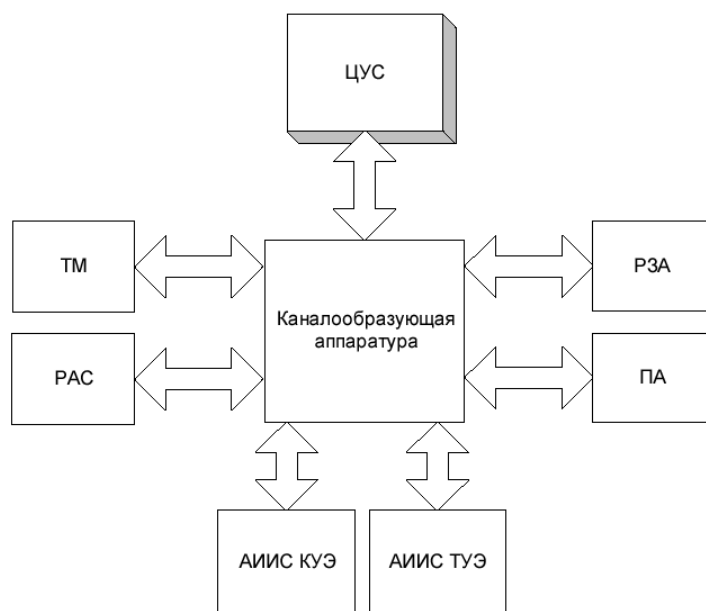 ЦУС
ТМ
РЗА
Каналообразующая
аппаратура
РАС
ПА
АИИС КУЭ
АИИС ТУЭ